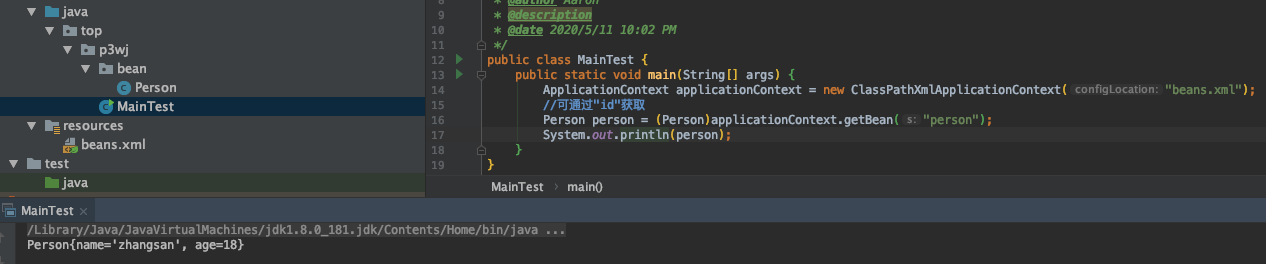 java
top
p3wj
bean
Person
MainTest
resources
beans.xml
test
java
8 * @author Aaron
9 * @description
10 * @date 2020/5/11 10:02 PM
11 */
12 public class MainTest {
13 public static void main(String[] args) {
14 ApplicationContext applicationContext = new ClassPathXmlApplicationContext( configLocation: "beans.xml");
15 //可通过"id"获取
16 Person person = (Person)applicationContext.getBean( s: "person");
17 System.out.println(person);
18 }
19 }
MainTest › main()
MainTest ×
/Library/Java/JavaVirtualMachines/jdk1.8.0_181.jdk/Contents/Home/bin/java ...
Person{name='zhangsan', age=18}